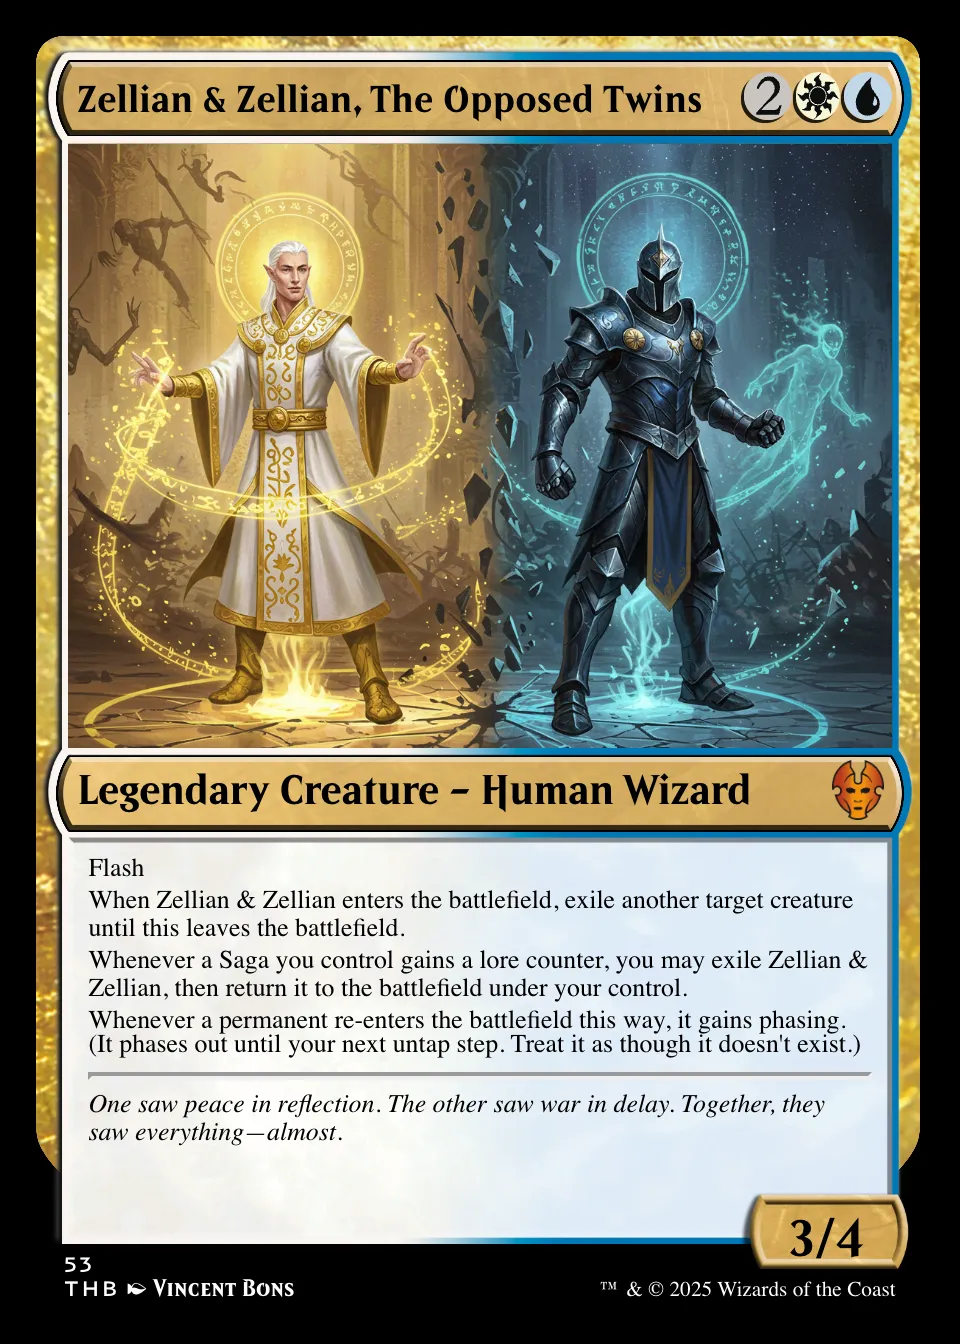 Zellian & Zellian, The Opposed Twins 2
Legendary Creature – Human Wizard
Flash
When Zellian & Zellian enters the battlefield, exile another target creature
until this leaves the battlefield.
Whenever a Saga you control gains a lore counter, you may exile Zellian &
Zellian, then return it to the battlefield under your control.
Whenever a permanent re-enters the battlefield this way, it gains phasing.
(It phases out until your next untap step. Treat it as though it doesn't exist.)
One saw peace in reflection. The other saw war in delay. Together, they
saw everything—almost.
3/4
53
THB Vincent Bons
™ & © 2025 Wizards of the Coast